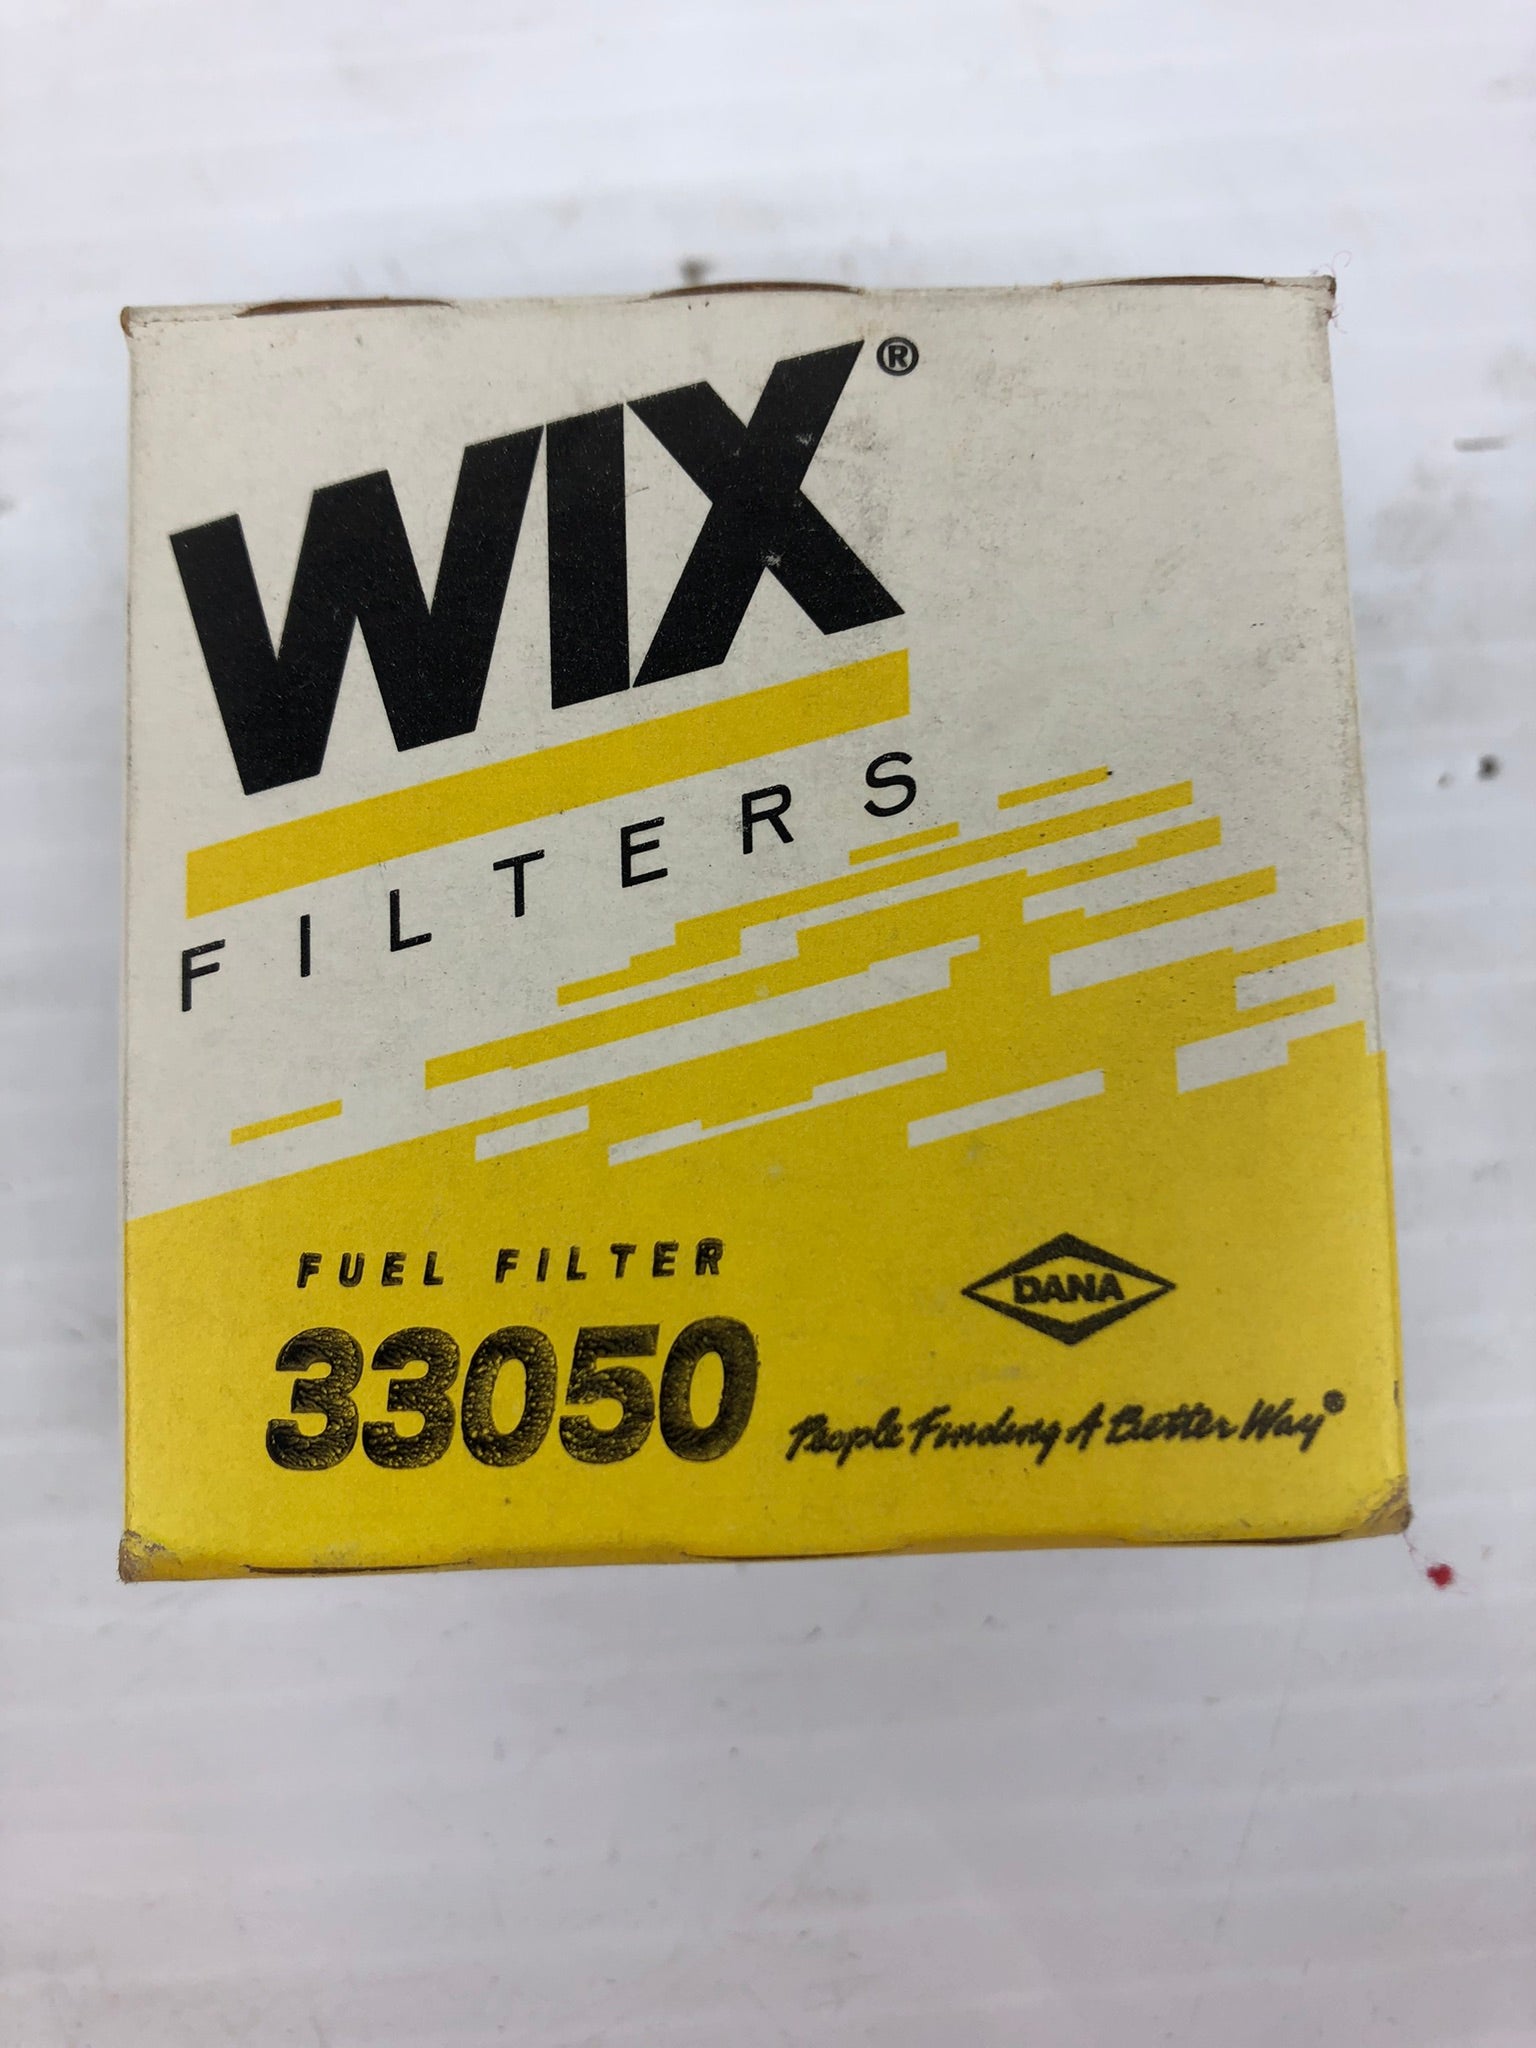 WIX®
FILTERS
FUEL FILTER
33050
DANA
People Finding A Better Way®